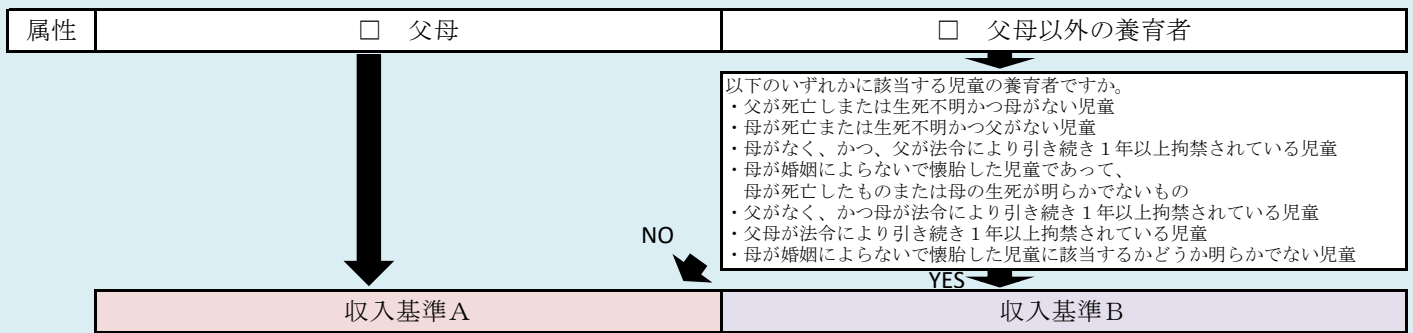 属性
□ 父母
□ 父母以外の養育者
以下のいずれかに該当する児童の養育者ですか。
・父が死亡しまたは生死不明かつ母がない児童
・母が死亡または生死不明かつ父がない児童
・母がなく、かつ、父が法令により引き続き１年以上拘禁されている児童
・母が婚姻によらないで懐胎した児童であって、
母が死亡したものまたは母の生死が明らかでないもの
・父がなく、かつ母が法令により引き続き１年以上拘禁されている児童
・父母が法令により引き続き１年以上拘禁されている児童
・母が婚姻によらないで懐胎した児童に該当するかどうか明らかでない児童
NO
YES
収入基準Ａ
収入基準Ｂ